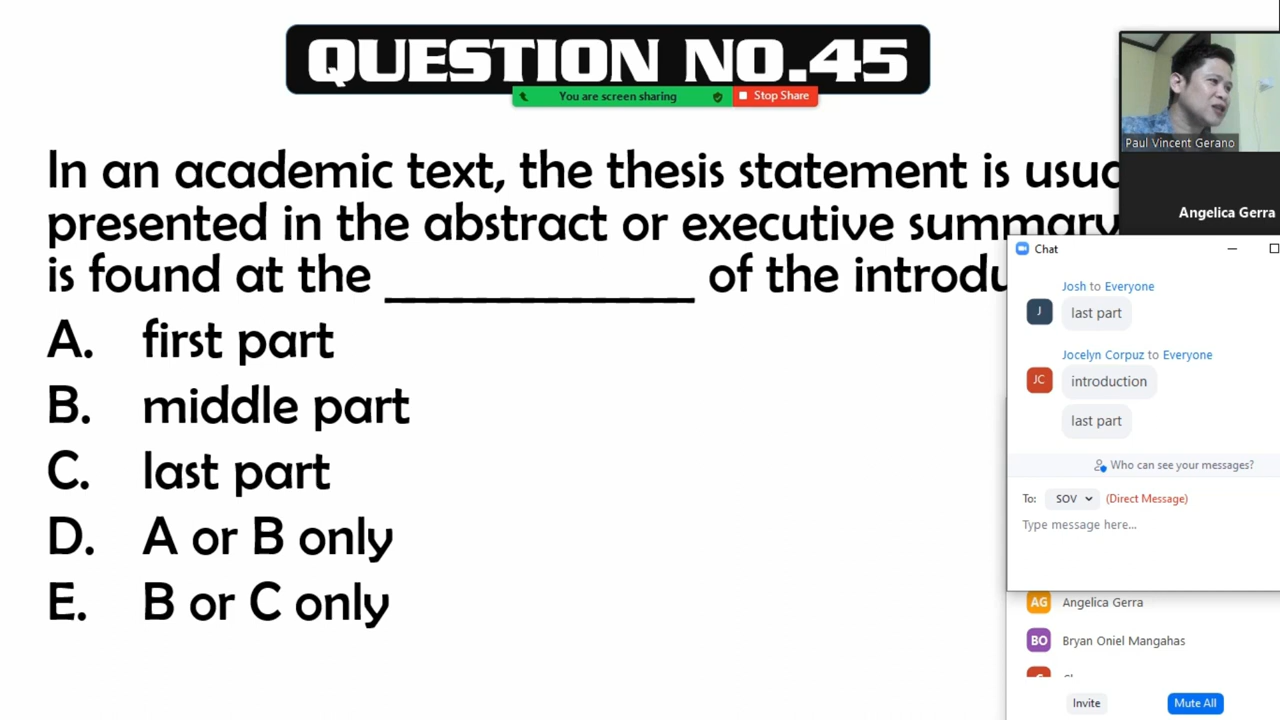 QUESTION NO.45
You are screen sharing
Stop Share
In an academic text, the thesis statement is
presented in the abstract or executive summary
is found at the ______________ of the
A. first part
B. middle part
C. last part
D. A or B only
E. B or C only
Paul Vincent Gerano
Angelica Gerra
Chat
Josh to Everyone
J
last part
Jocelyn Corpuz to Everyone
JC
introduction
last part
Who can see your messages?
To: SOV (Direct Message)
Type message here...
AG Angelica Gerra
BO Bryan Oniel Mangahas
Invite
Mute All